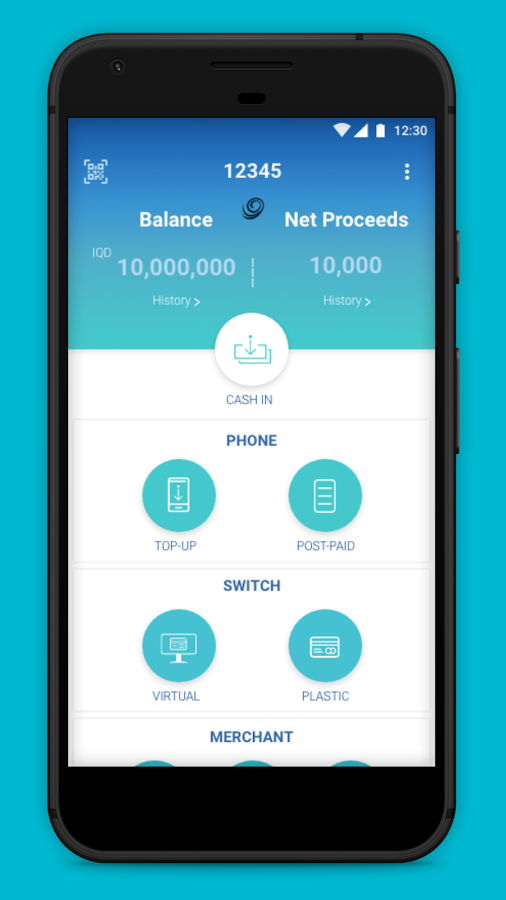 12:30
12345
Balance
Net Proceeds
IQD 10,000,000
10,000
History >
History >
CASH IN
PHONE
TOP-UP
POST-PAID
SWITCH
VIRTUAL
PLASTIC
MERCHANT